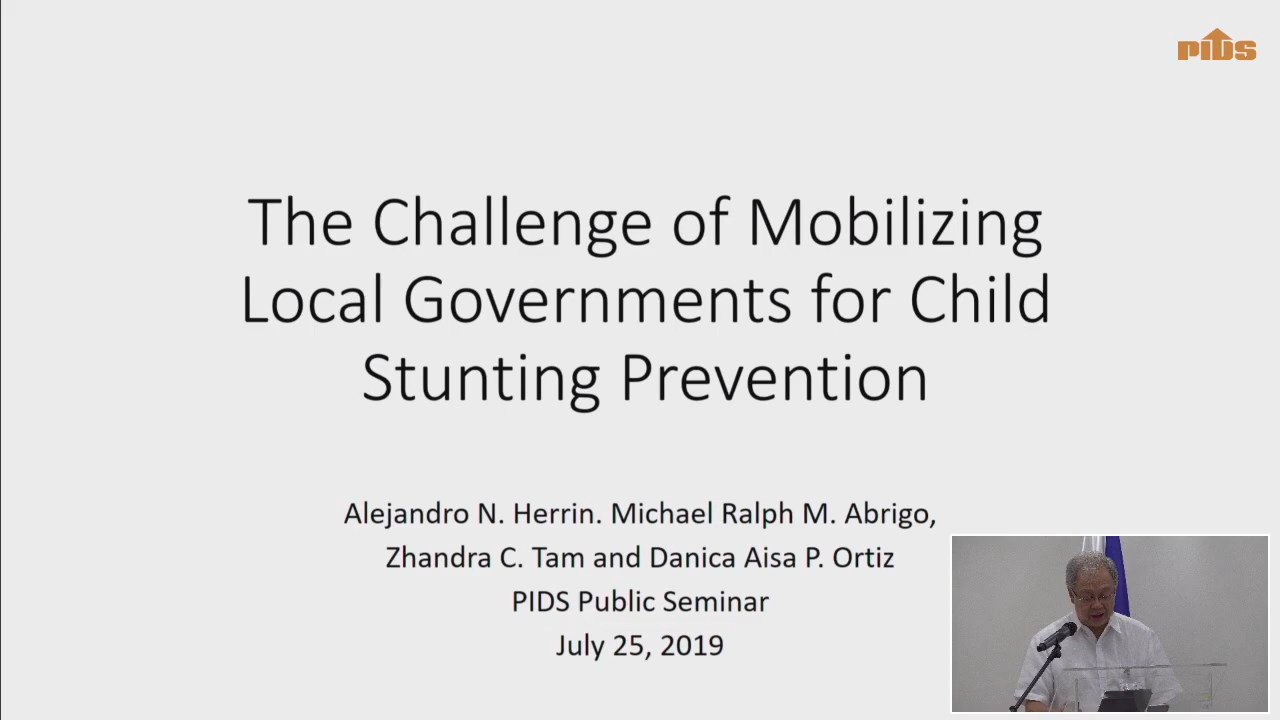 PIDS
The Challenge of Mobilizing
Local Governments for Child
Stunting Prevention
Alejandro N. Herrin. Michael Ralph M. Abrigo,
Zhandra C. Tam and Danica Aisa P. Ortiz
PIDS Public Seminar
July 25, 2019